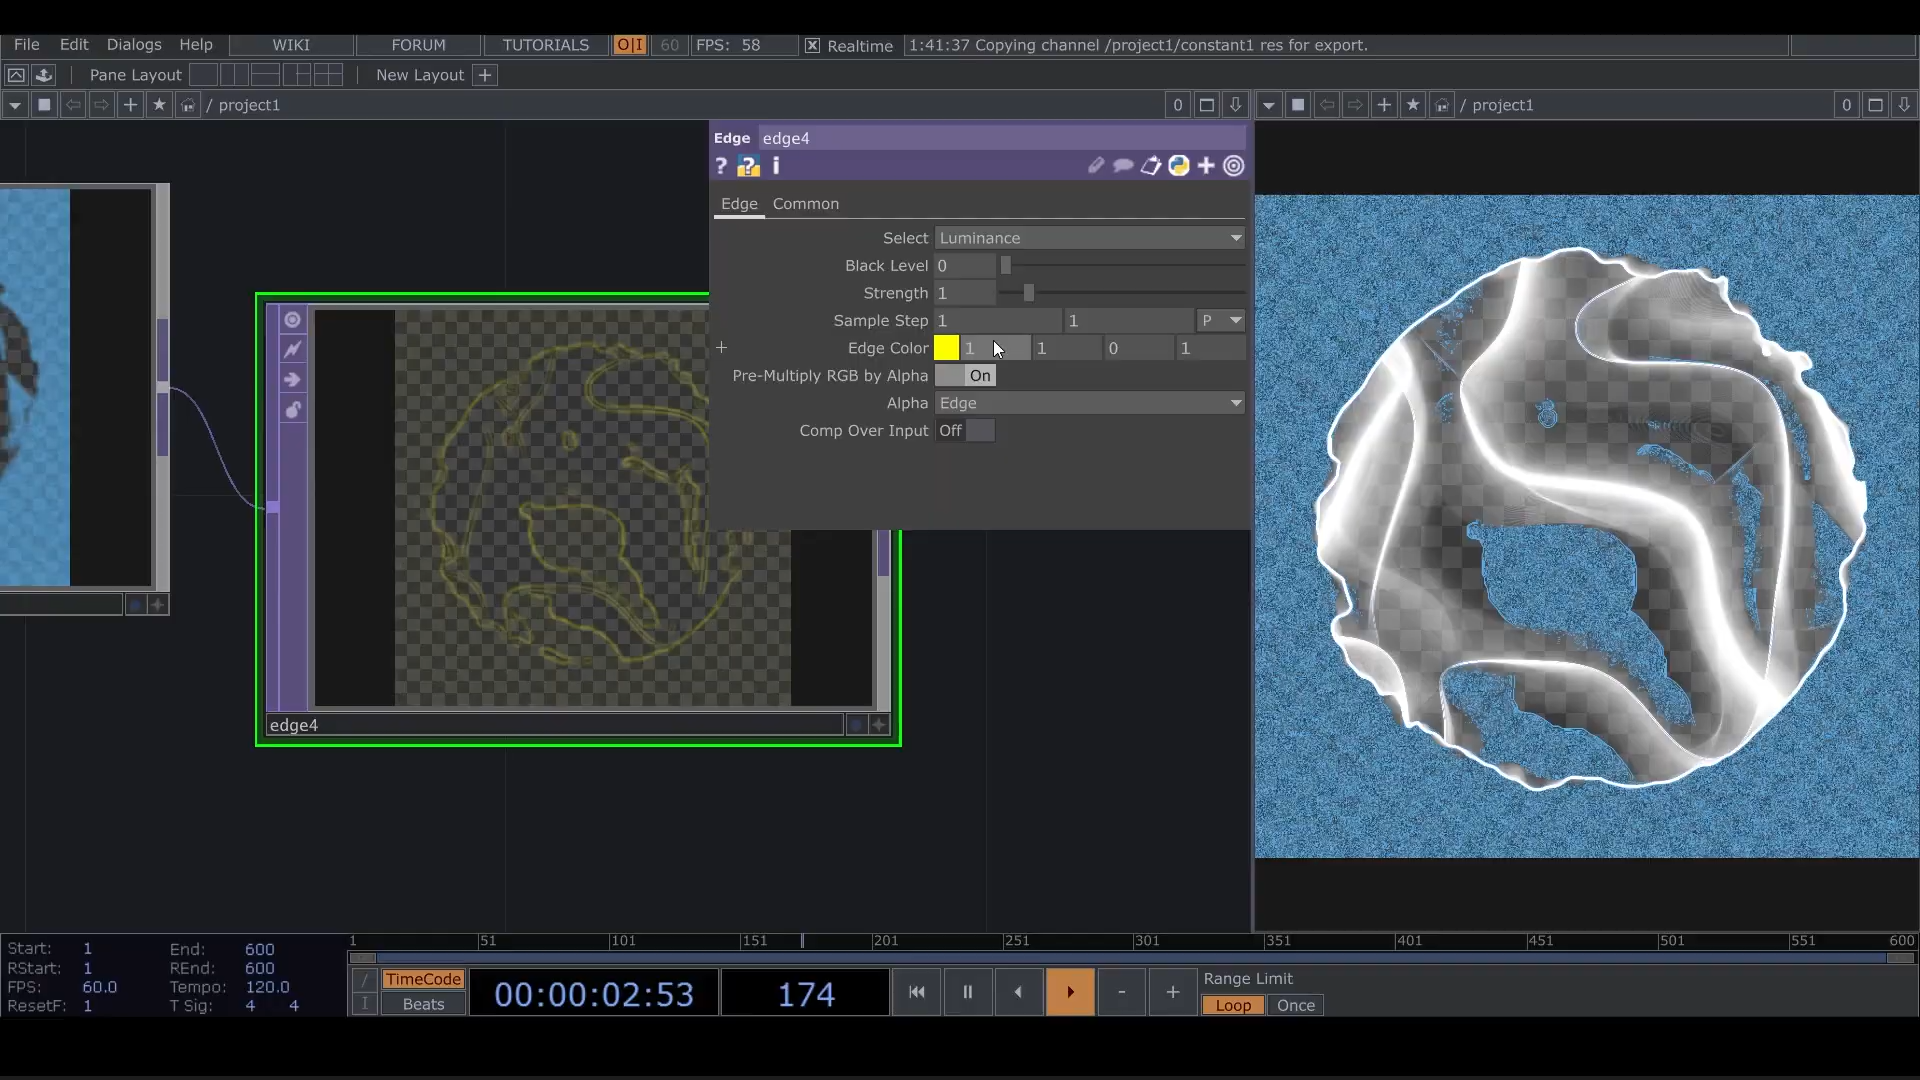 File Edit Dialogs Help WIKI FORUM TUTORIALS O|I 60 FPS: 58 Realtime 1:41:37 Copying channel /project1/constant1 res for export.
Pane Layout New Layout +
/ project1 0 / project1 0
Edge edge4
? ? i
Edge Common
Select Luminance
Black Level 0
Strength 1
Sample Step 1 1 P
Edge Color 1 1 0 1
Pre-Multiply RGB by Alpha On
Alpha Edge
Comp Over Input Off
edge4
1 51 101 151 201 251 301 351 401 451 501 551 600
Start: 1 End: 600
RStart: 1 REnd: 600
FPS: 60.0 Tempo: 120.0
ResetF: 1 T Sig: 4 4
/ TimeCode
I Beats
00:00:02:53 174 - +
Range Limit
Loop Once